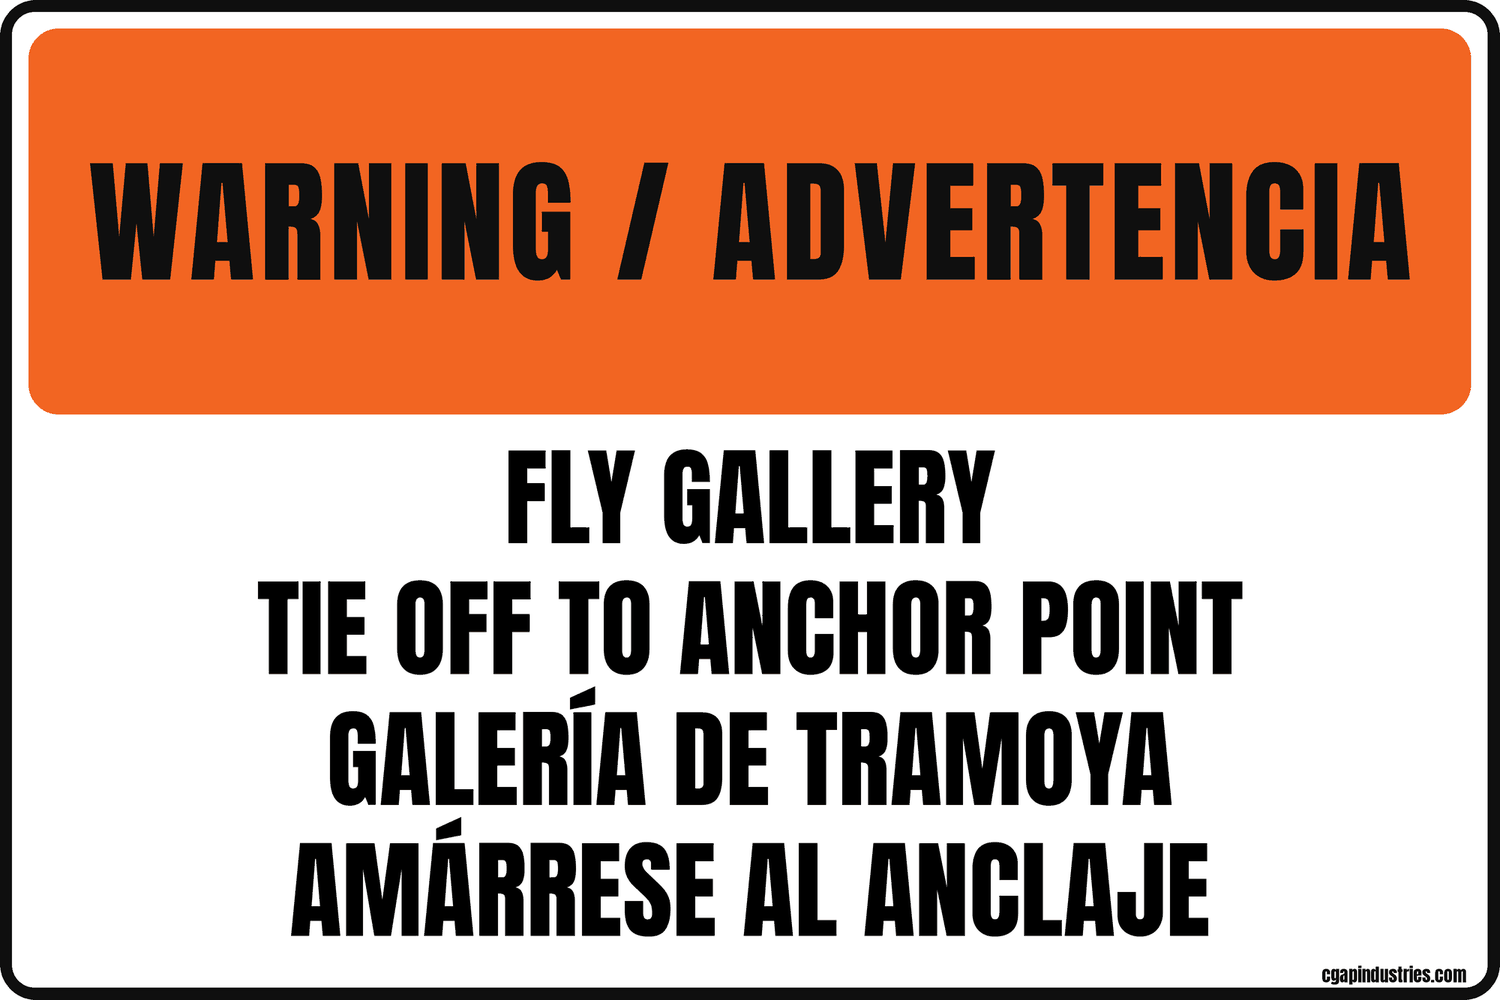 WARNING / ADVERTENCIA
FLY GALLERY
TIE OFF TO ANCHOR POINT
GALERÍA DE TRAMOYA
AMÁRRESE AL ANCLAJE
cgapindustries.com